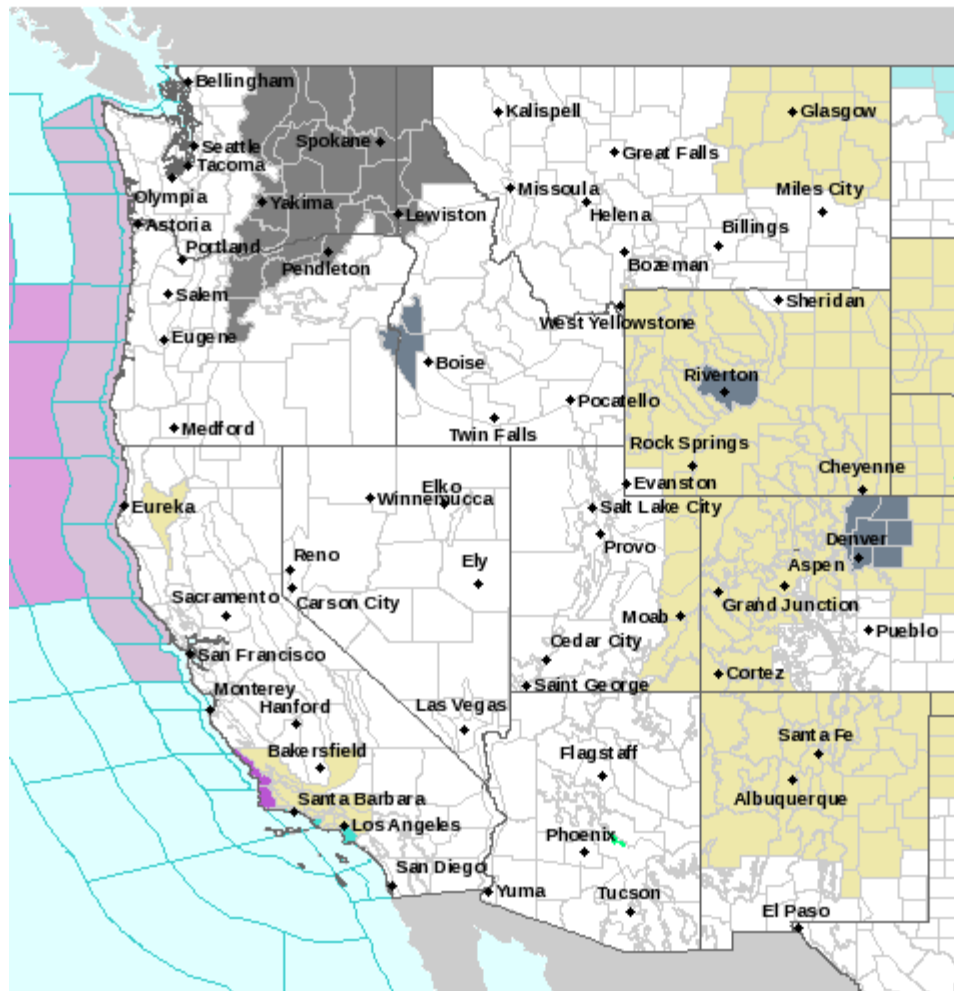 Bellingham
Kalispell
Glasgow
Seattle
Spokane
Great Falls
Tacoma
Olympia
Missoula
Miles City
Yakima
Lewiston
Helena
Astoria
Billings
Portland
Pendleton
Bozeman
Salem
Sheridan
West Yellowstone
Eugene
Boise
Riverton
Pocatello
Medford
Twin Falls
Rock Springs
Cheyenne
Elko
Evanston
Winnemucca
Eureka
Salt Lake City
Provo
Denver
Reno
Ely
Aspen
Sacramento
Carson City
Grand Junction
Moab
Pueblo
Cedar City
San Francisco
Cortez
Saint George
Monterey
Hanford
Las Vegas
Santa Fe
Bakersfield
Flagstaff
Albuquerque
Santa Barbara
Los Angeles
Phoenix
San Diego
Yuma
Tucson
El Paso